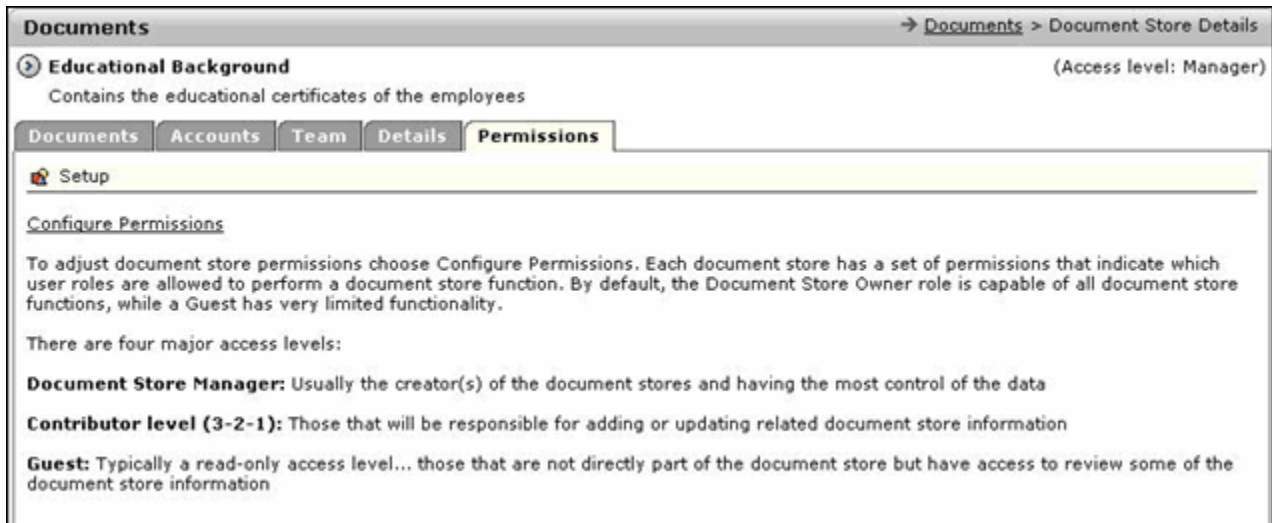 Documents
→ Documents > Document Store Details
Educational Background
(Access level: Manager)
Contains the educational certificates of the employees
Documents Accounts Team Details Permissions
Setup
Configure Permissions
To adjust document store permissions choose Configure Permissions. Each document store has a set of permissions that indicate which
user roles are allowed to perform a document store function. By default, the Document Store Owner role is capable of all document store
functions, while a Guest has very limited functionality.
There are four major access levels:
Document Store Manager: Usually the creator(s) of the document stores and having the most control of the data
Contributor level (3-2-1): Those that will be responsible for adding or updating related document store information
Guest: Typically a read-only access level... those that are not directly part of the document store but have access to review some of the
document store information